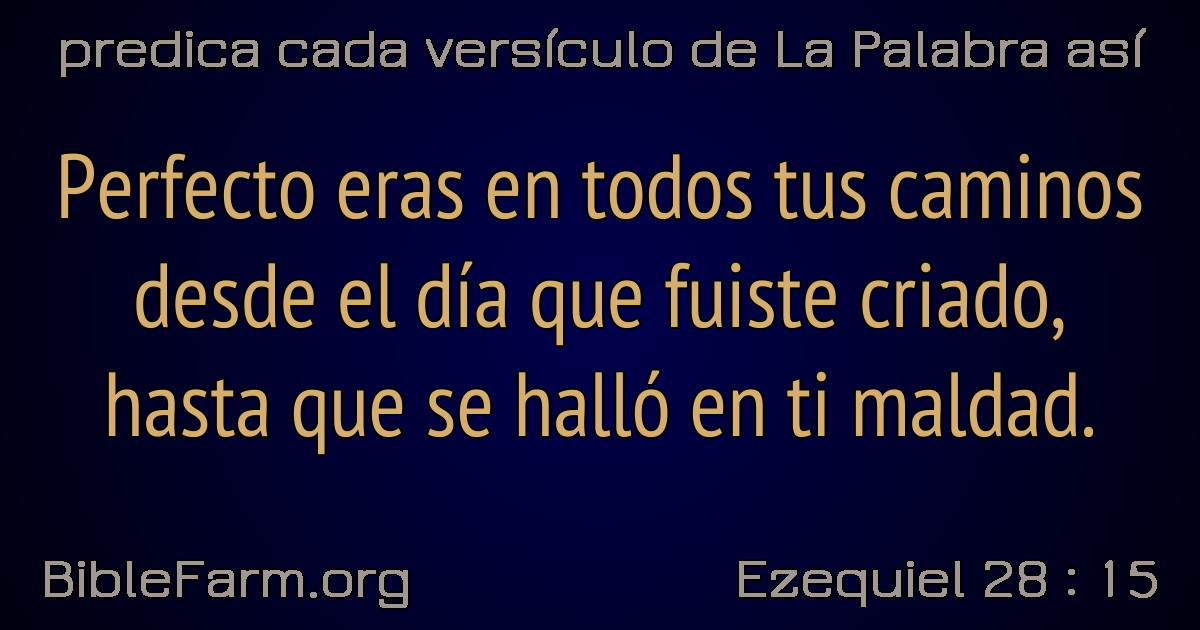 predica cada versículo de La Palabra así
Perfecto eras en todos tus caminos
desde el día que fuiste criado,
hasta que se halló en ti maldad.
BibleFarm.org
Ezequiel 28 : 15